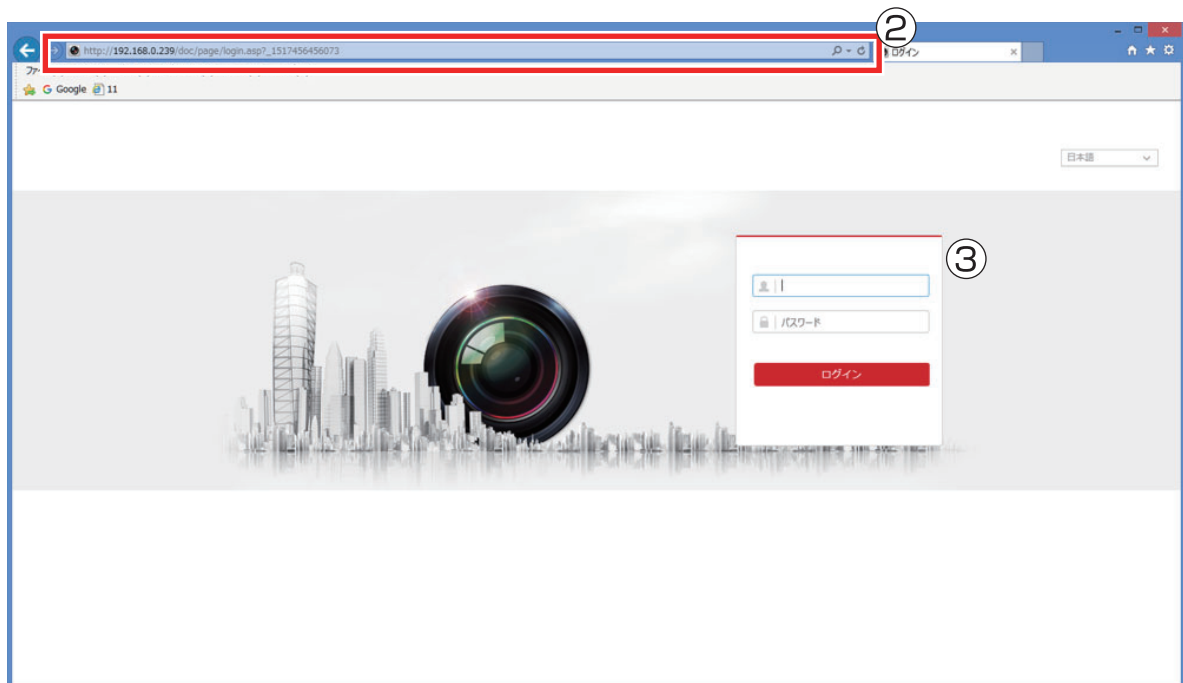 ②
http://192.168.0.239/doc/page/login.asp?_1517456456073
ログイン
Google 11
日本語
③
パスワード
ログイン